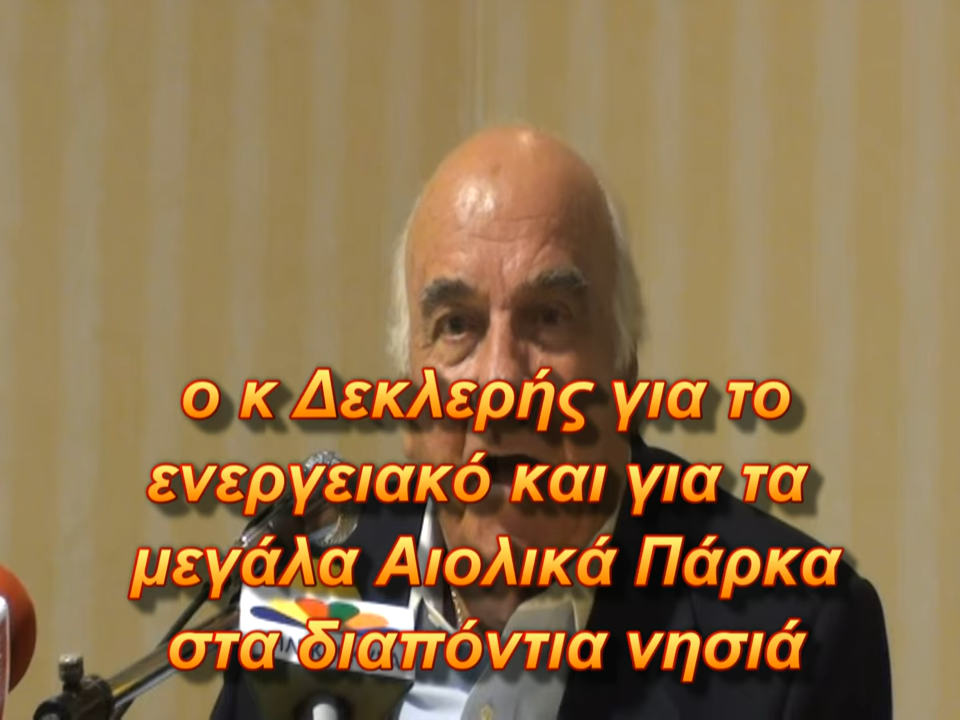 ο κ Δεκλερής για το
ενεργειακό και για τα
μεγάλα Αιολικά Πάρκα
στα διαπόντια νησιά